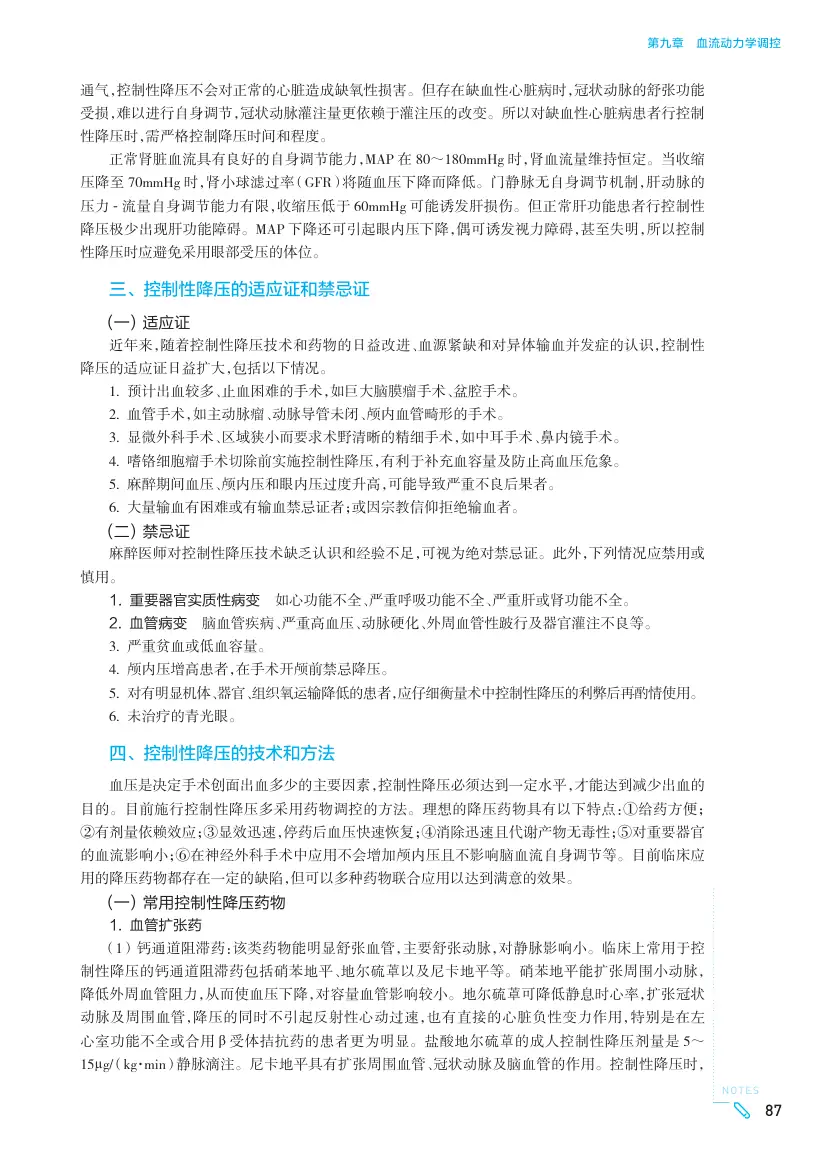 第九章 血流动力学调控
通气,控制性降压不会对正常的心脏造成缺氧性损害。但存在缺血性心脏病时,冠状动脉的舒张功能
受损,难以进行自身调节,冠状动脉灌注量更依赖于灌注压的改变。所以对缺血性心脏病患者行控制
性降压时,需严格控制降压时间和程度。
正常肾脏血流具有良好的自身调节能力,MAP 在 80～180mmHg 时,肾血流量维持恒定。当收缩
压降至 70mmHg 时,肾小球滤过率(GFR)将随血压下降而降低。门静脉无自身调节机制,肝动脉的
压力 - 流量自身调节能力有限,收缩压低于 60mmHg 可能诱发肝损伤。但正常肝功能患者行控制性
降压极少出现肝功能障碍。MAP 下降还可引起眼内压下降,偶可诱发视力障碍,甚至失明,所以控制
性降压时应避免采用眼部受压的体位。
三、控制性降压的适应证和禁忌证
(一) 适应证
近年来,随着控制性降压技术和药物的日益改进、血源紧缺和对异体输血并发症的认识,控制性
降压的适应证日益扩大,包括以下情况。
1. 预计出血较多、止血困难的手术,如巨大脑膜瘤手术、盆腔手术。
2. 血管手术,如主动脉瘤、动脉导管未闭、颅内血管畸形的手术。
3. 显微外科手术、区域狭小而要求术野清晰的精细手术,如中耳手术、鼻内镜手术。
4. 嗜铬细胞瘤手术切除前实施控制性降压,有利于补充血容量及防止高血压危象。
5. 麻醉期间血压、颅内压和眼内压过度升高,可能导致严重不良后果者。
6. 大量输血有困难或有输血禁忌证者;或因宗教信仰拒绝输血者。
(二) 禁忌证
麻醉医师对控制性降压技术缺乏认识和经验不足,可视为绝对禁忌证。此外,下列情况应禁用或
慎用。
1. 重要器官实质性病变 如心功能不全、严重呼吸功能不全、严重肝或肾功能不全。
2. 血管病变 脑血管疾病、严重高血压、动脉硬化、外周血管性跛行及器官灌注不良等。
3. 严重贫血或低血容量。
4. 颅内压增高患者,在手术开颅前禁忌降压。
5. 对有明显机体、器官、组织氧运输降低的患者,应仔细衡量术中控制性降压的利弊后再酌情使用。
6. 未治疗的青光眼。
四、控制性降压的技术和方法
血压是决定手术创面出血多少的主要因素,控制性降压必须达到一定水平,才能达到减少出血的
目的。目前施行控制性降压多采用药物调控的方法。理想的降压药物具有以下特点:①给药方便;
②有剂量依赖效应;③显效迅速,停药后血压快速恢复;④消除迅速且代谢产物无毒性;⑤对重要器官
的血流影响小;⑥在神经外科手术中应用不会增加颅内压且不影响脑血流自身调节等。目前临床应
用的降压药物都存在一定的缺陷,但可以多种药物联合应用以达到满意的效果。
(一) 常用控制性降压药物
1. 血管扩张药
(1) 钙通道阻滞药:该类药物能明显舒张血管,主要舒张动脉,对静脉影响小。临床上常用于控
制性降压的钙通道阻滞药包括硝苯地平、地尔硫䓬以及尼卡地平等。硝苯地平能扩张周围小动脉,
降低外周血管阻力,从而使血压下降,对容量血管影响较小。地尔硫䓬可降低静息时心率,扩张冠状
动脉及周围血管,降压的同时不引起反射性心动过速,也有直接的心脏负性变力作用,特别是在左
心室功能不全或合用 β 受体拮抗药的患者更为明显。盐酸地尔硫䓬的成人控制性降压剂量是 5～
15μg/(kg·min)静脉滴注。尼卡地平具有扩张周围血管、冠状动脉及脑血管的作用。控制性降压时,
NOTES
87